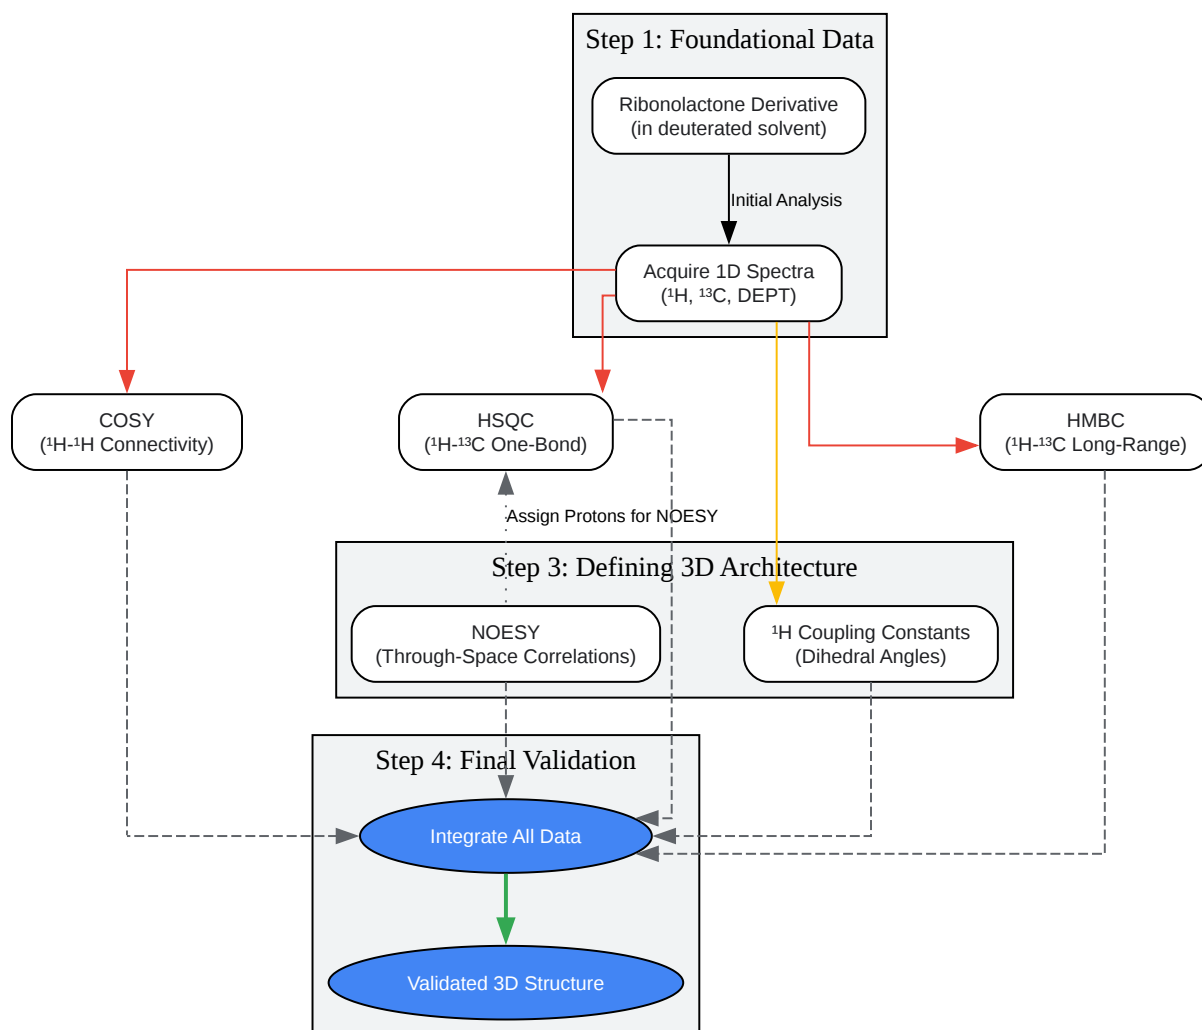 Step 1: Foundational Data
Ribonolactone Derivative
(in deuterated solvent)
Initial Analysis
Acquire 1D Spectra
(¹H, ¹³C, DEPT)
COSY
(¹H-¹H Connectivity)
HSQC
(¹H-¹³C One-Bond)
HMBC
(¹H-¹³C Long-Range)
Assign Protons for NOESY
Step 3: Defining 3D Architecture
NOESY
(Through-Space Correlations)
¹H Coupling Constants
(Dihedral Angles)
Step 4: Final Validation
Integrate All Data
Validated 3D Structure